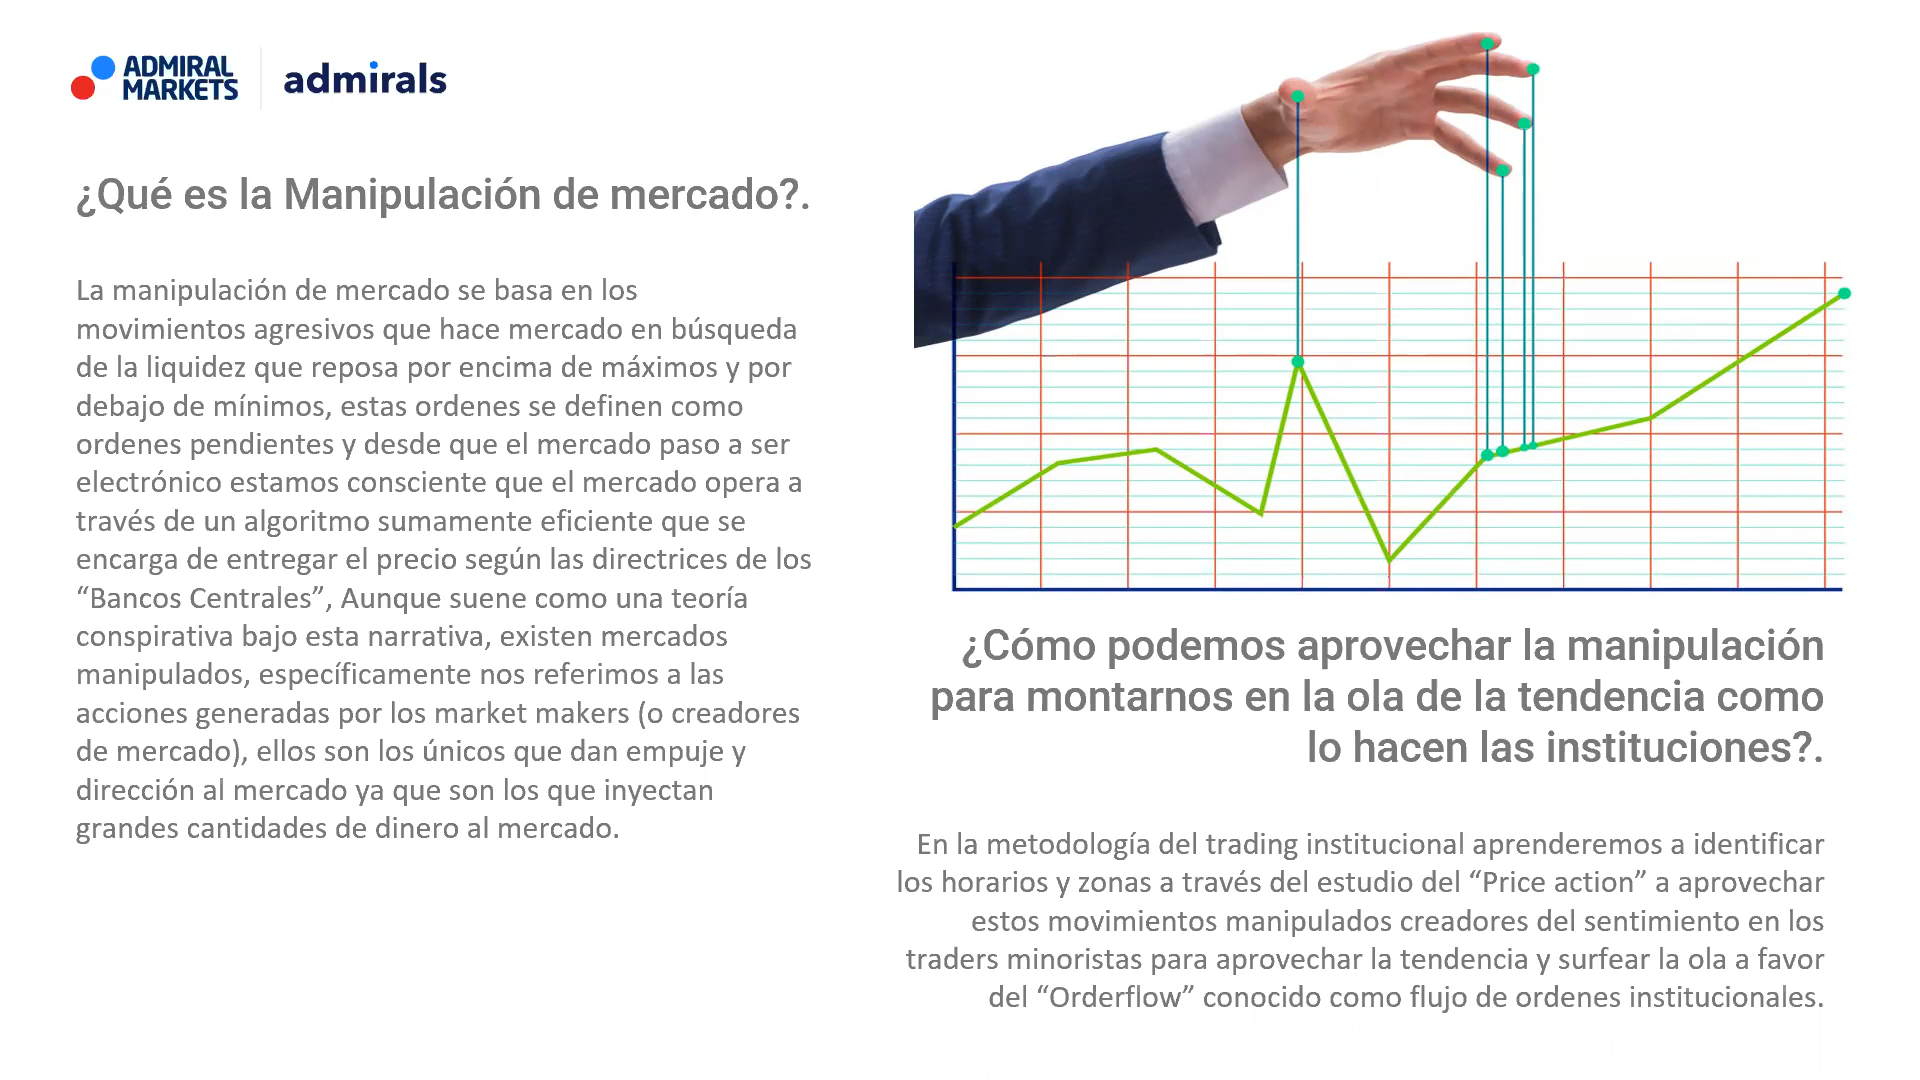 ADMIRAL
MARKETS
admirals
¿Qué es la Manipulación de mercado?.
La manipulación de mercado se basa en los
movimientos agresivos que hace mercado en búsqueda
de la liquidez que reposa por encima de máximos y por
debajo de mínimos, estas ordenes se definen como
ordenes pendientes y desde que el mercado paso a ser
electrónico estamos consciente que el mercado opera a
través de un algoritmo sumamente eficiente que se
encarga de entregar el precio según las directrices de los
“Bancos Centrales”, Aunque suene como una teoría
conspirativa bajo esta narrativa, existen mercados
manipulados, específicamente nos referimos a las
acciones generadas por los market makers (o creadores
de mercado), ellos son los únicos que dan empuje y
dirección al mercado ya que son los que inyectan
grandes cantidades de dinero al mercado.
¿Cómo podemos aprovechar la manipulación
para montarnos en la ola de la tendencia como
lo hacen las instituciones?.
En la metodología del trading institucional aprenderemos a identificar
los horarios y zonas a través del estudio del “Price action” a aprovechar
estos movimientos manipulados creadores del sentimiento en los
traders minoristas para aprovechar la tendencia y surfear la ola a favor
del “Orderflow” conocido como flujo de ordenes institucionales.